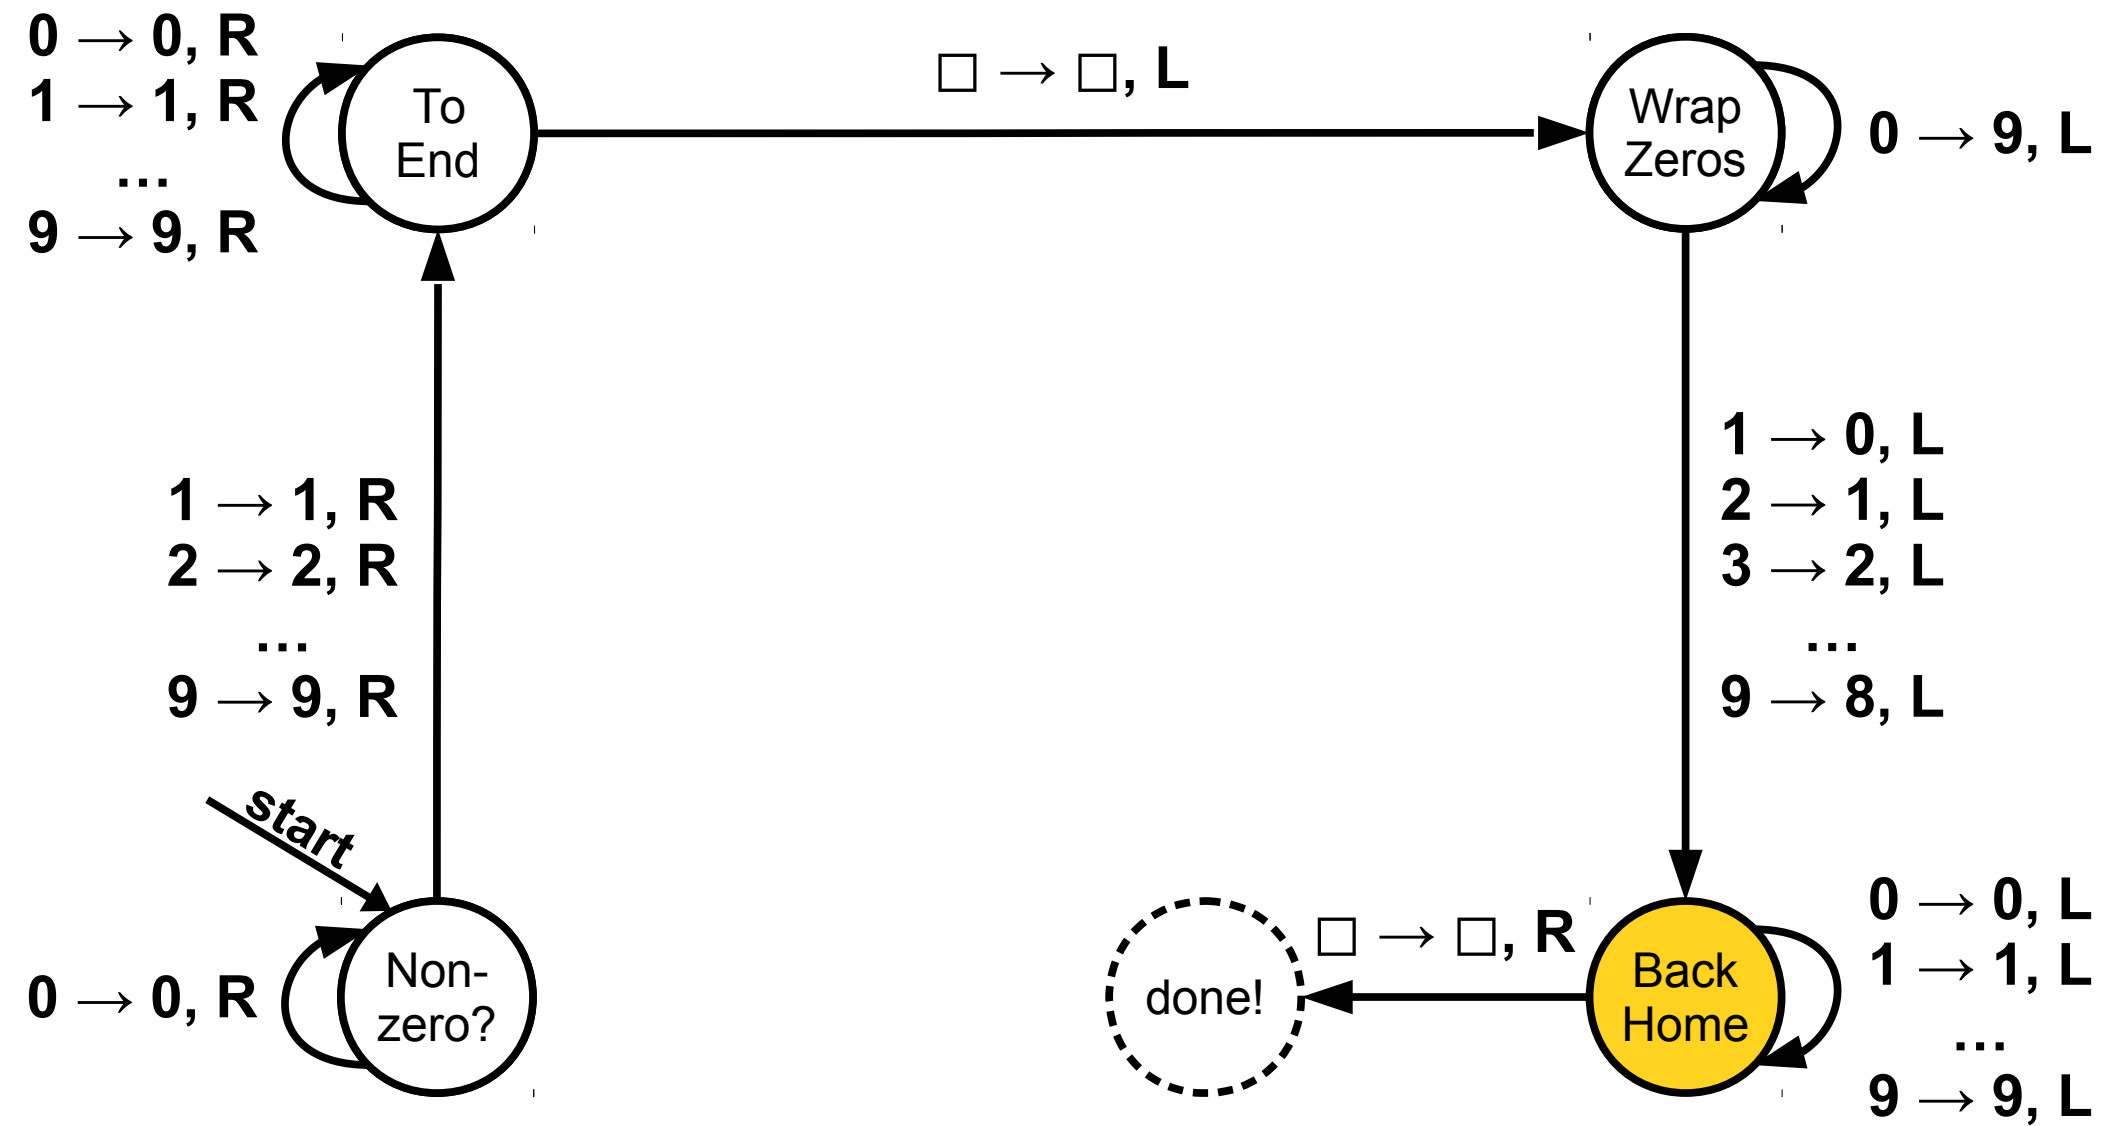 0 → 0, R
1 → 1, R
...
9 → 9, R
To
End
□ → □, L
Wrap
Zeros
0 → 9, L
1 → 1, R
2 → 2, R
...
9 → 9, R
1 → 0, L
2 → 1, L
3 → 2, L
...
9 → 8, L
start
Non-
zero?
0 → 0, R
done!
□ → □, R
Back
Home
0 → 0, L
1 → 1, L
...
9 → 9, L